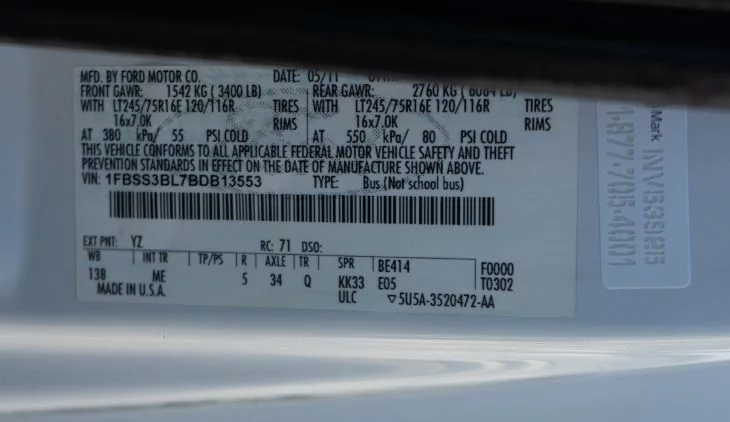 MFD. BY FORD MOTOR CO. DATE: 05/11
FRONT GAWR: 1542 KG ( 3400 LB) REAR GAWR: 2760 KG ( 6084 LB)
WITH LT245/75R16E 120/116R TIRES WITH LT245/75R16E 120/116R TIRES
16x7.0K RIMS 16x7.0K RIMS
AT 380 kPa/ 55 PSI COLD AT 550 kPa/ 80 PSI COLD
THIS VEHICLE CONFORMS TO ALL APPLICABLE FEDERAL MOTOR VEHICLE SAFETY AND THEFT
PREVENTION STANDARDS IN EFFECT ON THE DATE OF MANUFACTURE SHOWN ABOVE.
VIN: 1FBSS3BL7BDB13553 TYPE: Bus (Not school bus)
EXT PNT: YZ RC: 71 DSO:
WB INT TR TP/PS R AXLE TR SPR BE414 F0000
138 ME 5 34 Q KK33 E05 T0302
MADE IN U.S.A. ULC ▽5U5A-3520472-AA
Mark
1-877-705-4001